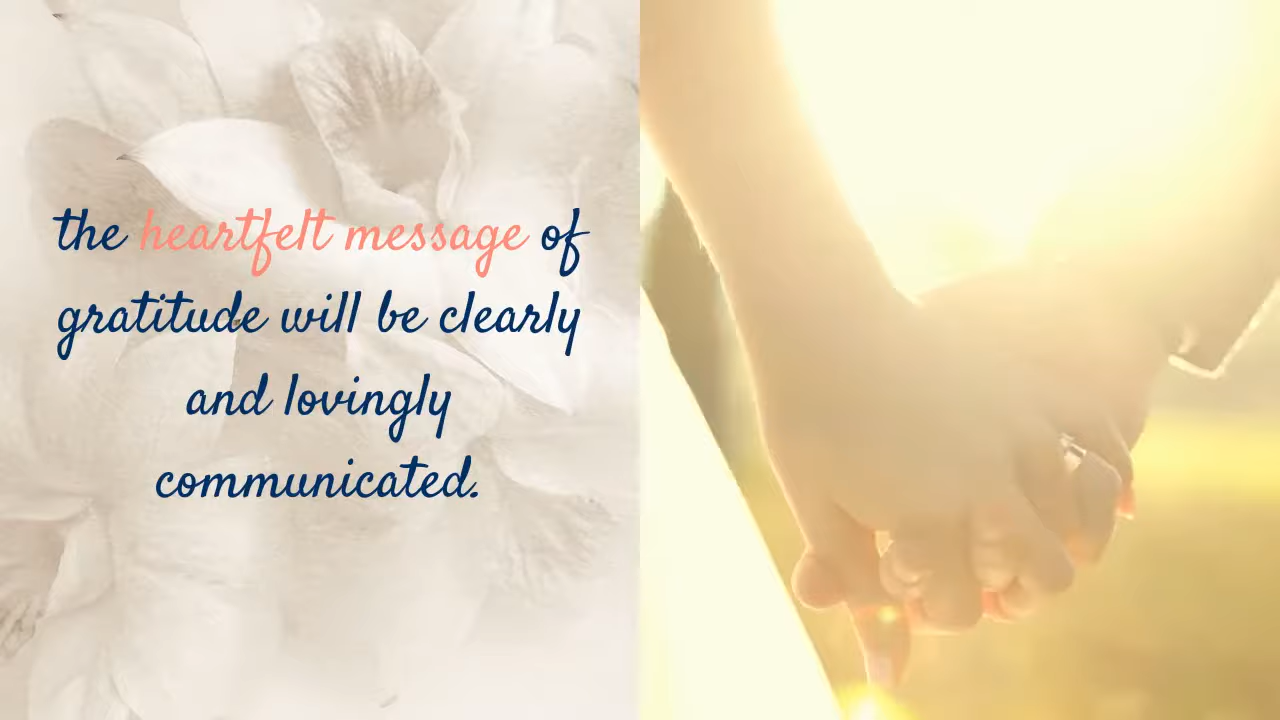 the heartfelt message of
gratitude will be clearly
and lovingly
communicated.